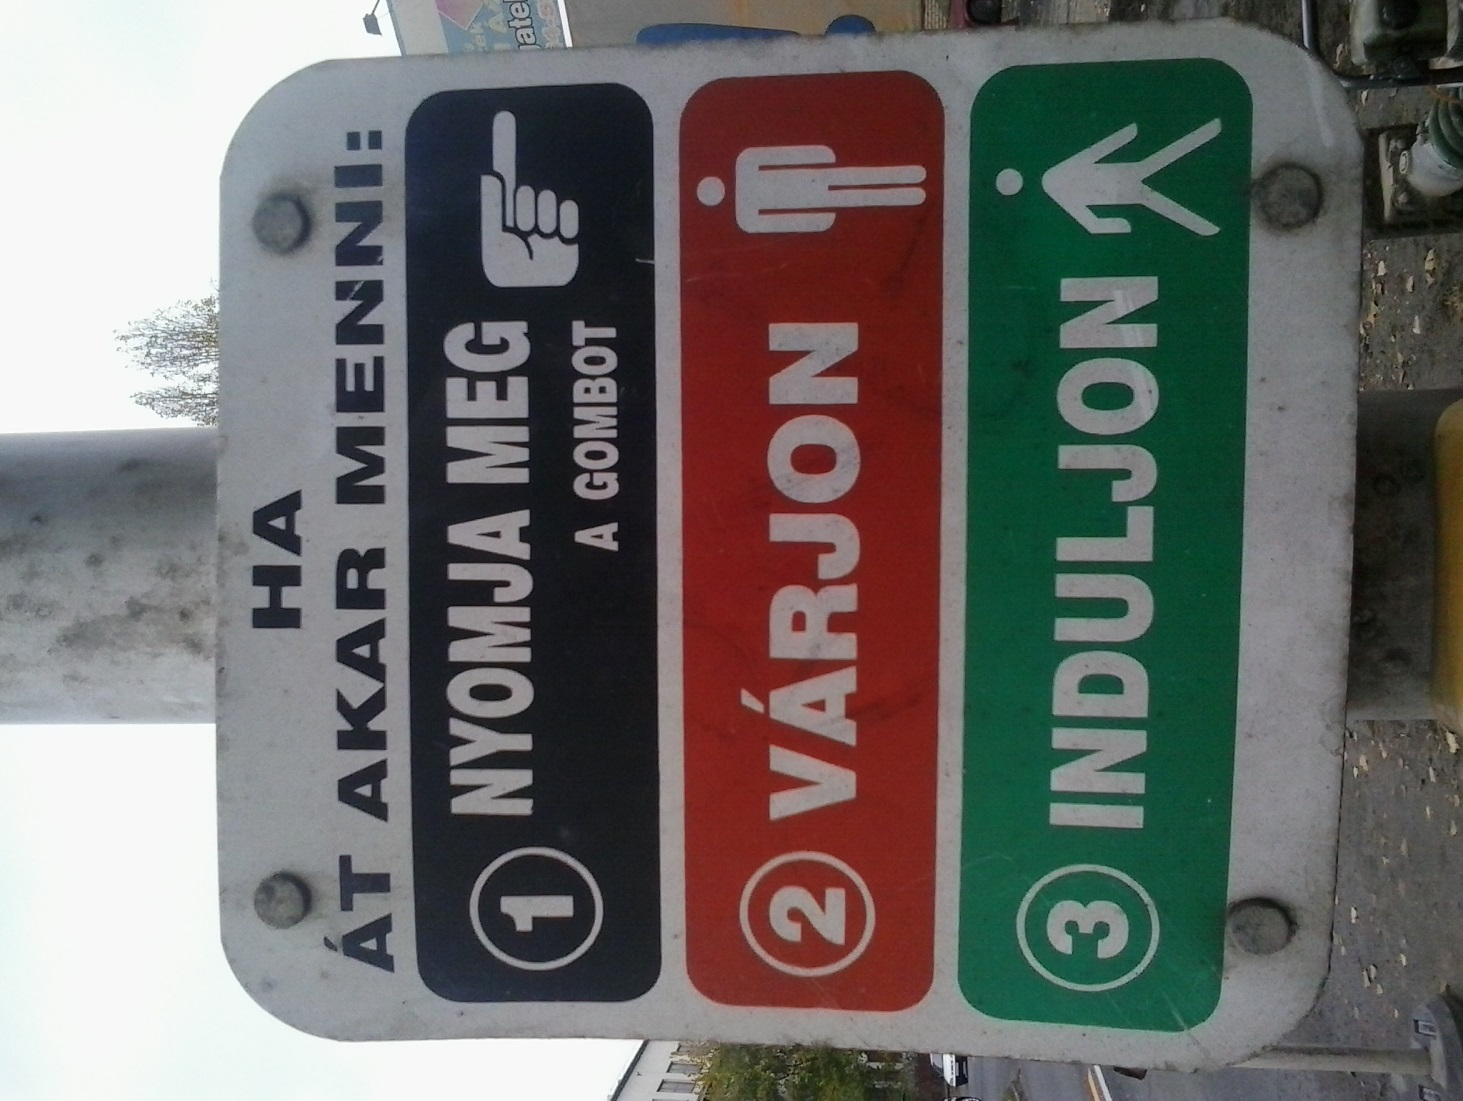 HA
ÁT AKAR MENNI:
1 NYOMJA MEG
A GOMBOT
2 VÁRJON
3 INDULJON